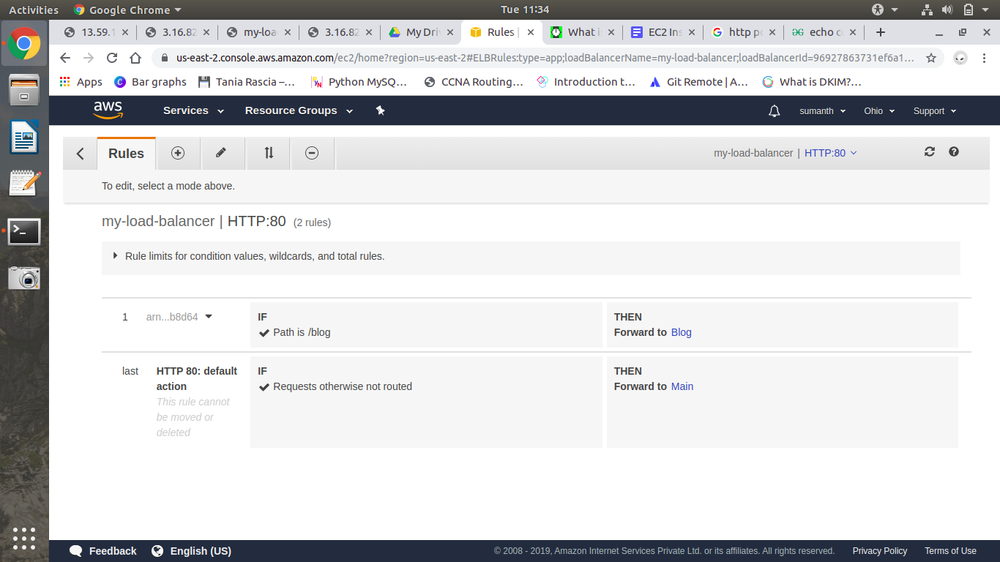 Activities Google Chrome Tue 11:34
13.59.1 3.16.82 my-loa 3.16.82 My Driv Rules | What is EC2 Ins http po echo co
us-east-2.console.aws.amazon.com/ec2/home?region=us-east-2#ELBRules:type=app;loadBalancerName=my-load-balancer;loadBalancerId=96927863731ef6a1...
Apps Bar graphs Tania Rascia –... Python MySQ... CCNA Routing... Introduction t... Git Remote | A... What is DKIM?...
aws Services Resource Groups sumanth Ohio Support
Rules my-load-balancer | HTTP:80
To edit, select a mode above.
my-load-balancer | HTTP:80 (2 rules)
Rule limits for condition values, wildcards, and total rules.
1 arn...b8d64 IF THEN
Path is /blog Forward to Blog
last HTTP 80: default IF THEN
action Requests otherwise not routed Forward to Main
This rule cannot
be moved or
deleted
Feedback English (US) © 2008 - 2019, Amazon Internet Services Private Ltd. or its affiliates. All rights reserved. Privacy Policy Terms of Use